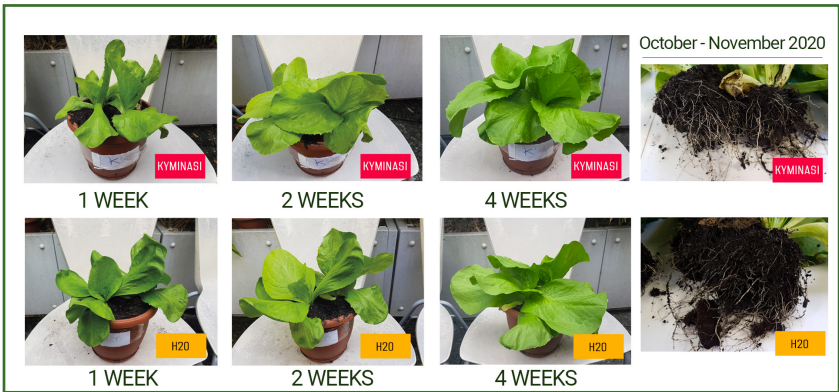 October - November 2020
KYMINASI
KYMINASI
KYMINASI
KYMINASI
1 WEEK
2 WEEKS
4 WEEKS
H20
H20
H20
H20
1 WEEK
2 WEEKS
4 WEEKS